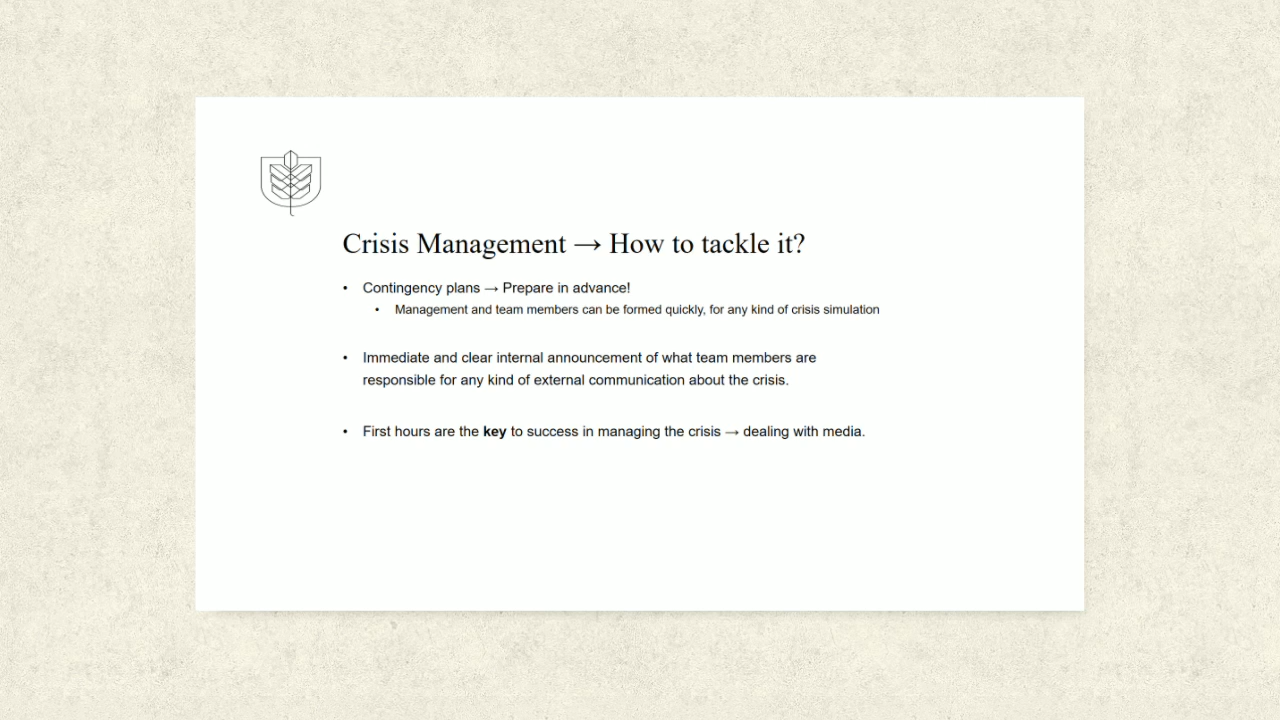 Crisis Management → How to tackle it?
• Contingency plans → Prepare in advance!
• Management and team members can be formed quickly, for any kind of crisis simulation
• Immediate and clear internal announcement of what team members are
responsible for any kind of external communication about the crisis.
• First hours are the key to success in managing the crisis → dealing with media.